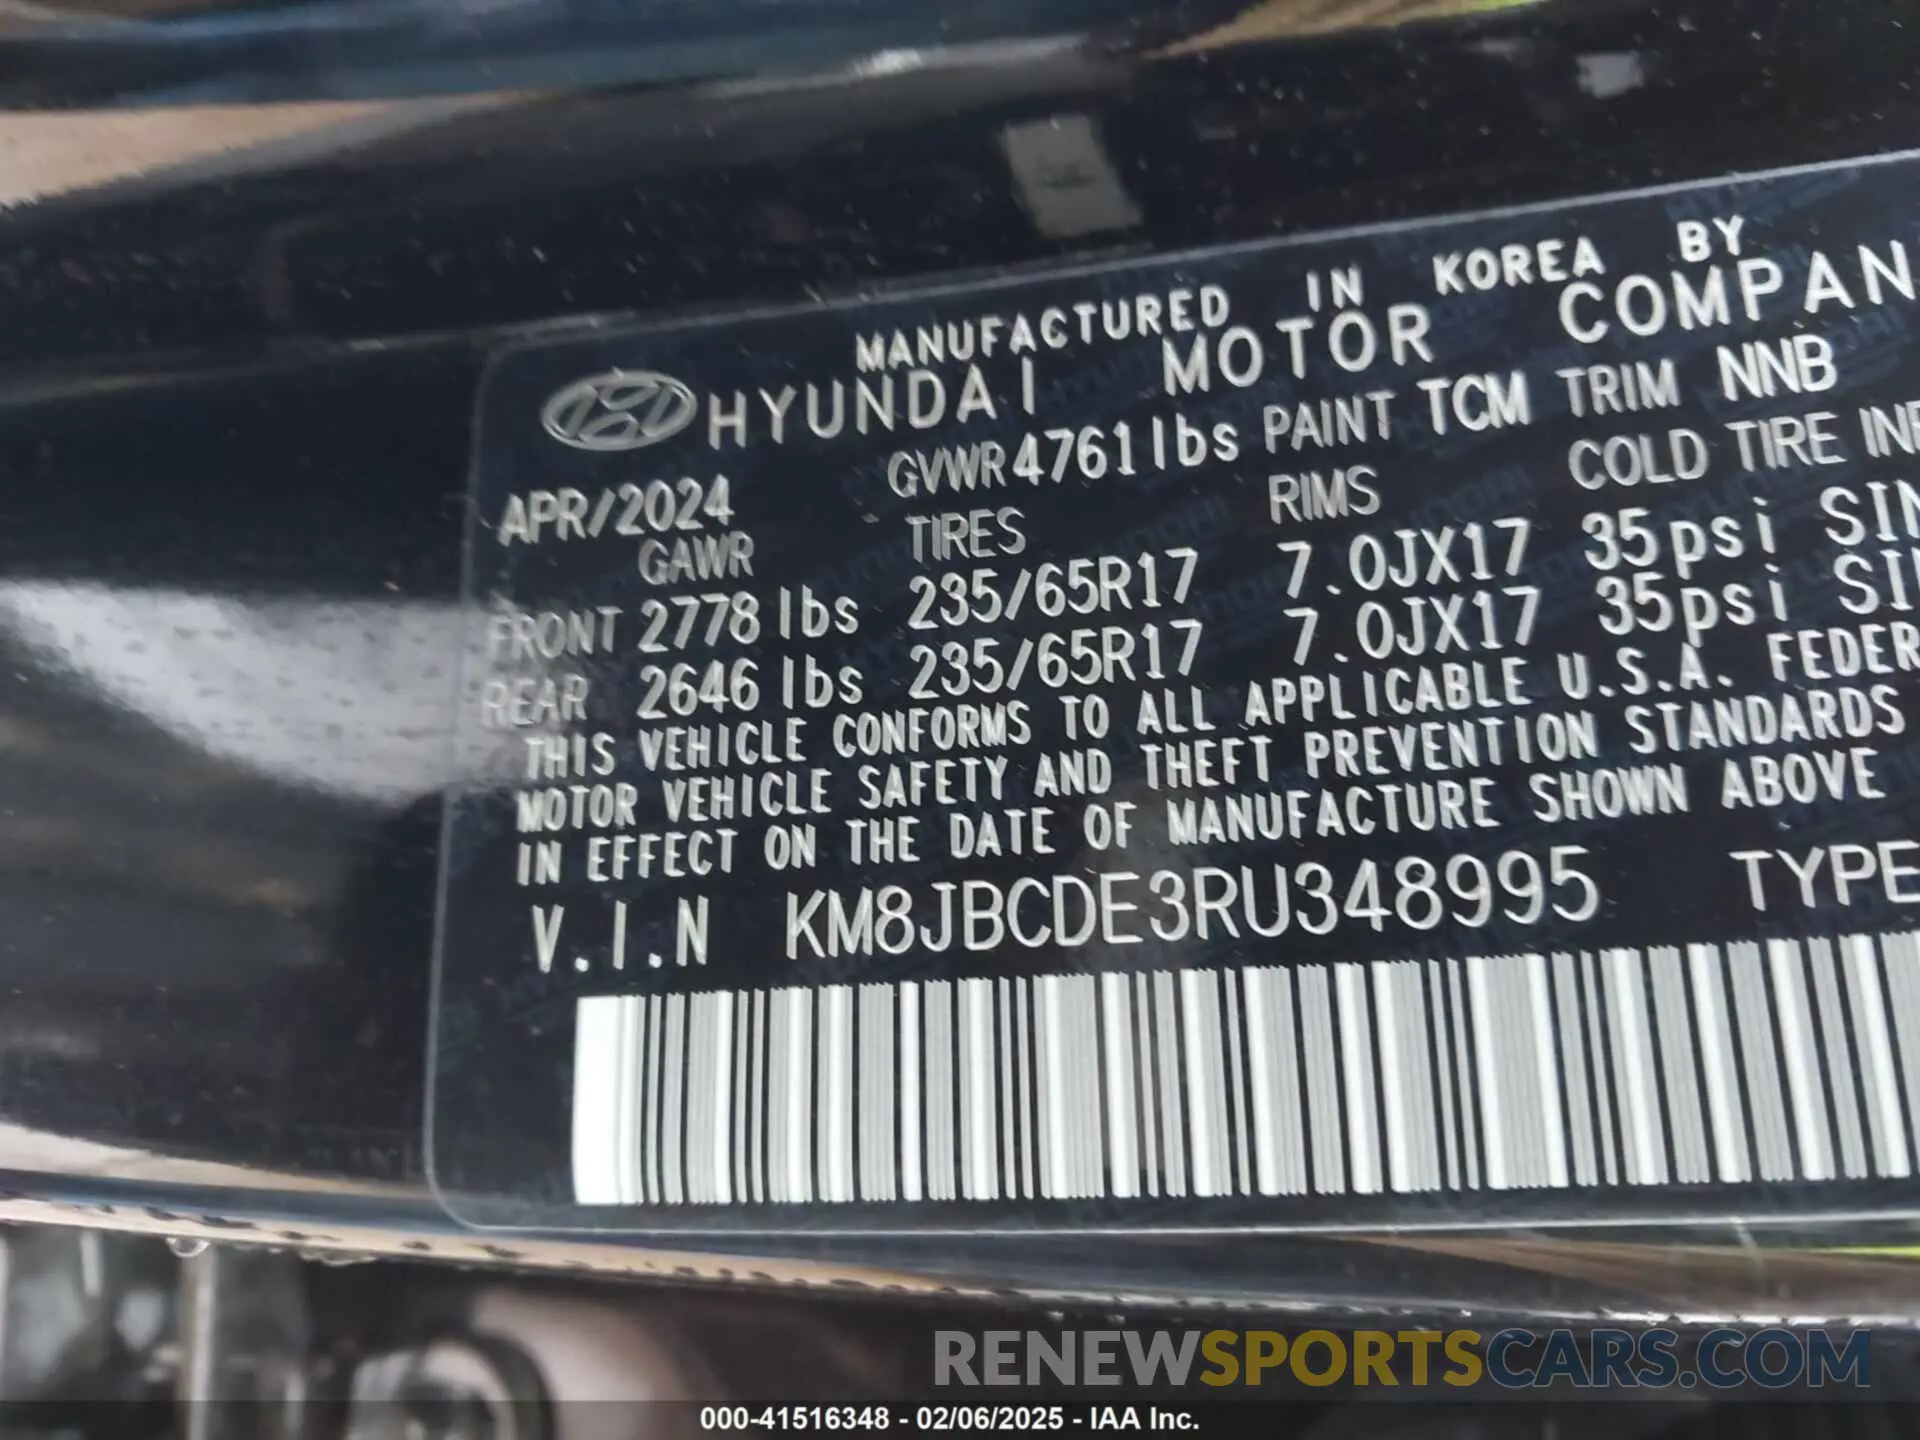 MANUFACTURED IN KOREA BY
HYUNDAI MOTOR COMPAN
APR/2024 GVWR 4761 lbs PAINT TCM TRIM NNB
GAWR TIRES RIMS COLD TIRE INF
FRONT 2778 lbs 235/65R17 7.0JX17 35psi SIN
REAR 2646 lbs 235/65R17 7.0JX17 35psi SIN
THIS VEHICLE CONFORMS TO ALL APPLICABLE U.S.A. FEDER
MOTOR VEHICLE SAFETY AND THEFT PREVENTION STANDARDS
IN EFFECT ON THE DATE OF MANUFACTURE SHOWN ABOVE
V.I.N KM8JBCDE3RU348995 TYPE
RENEWSPORTSCARS.COM
000-41516348 - 02/06/2025 - IAA Inc.